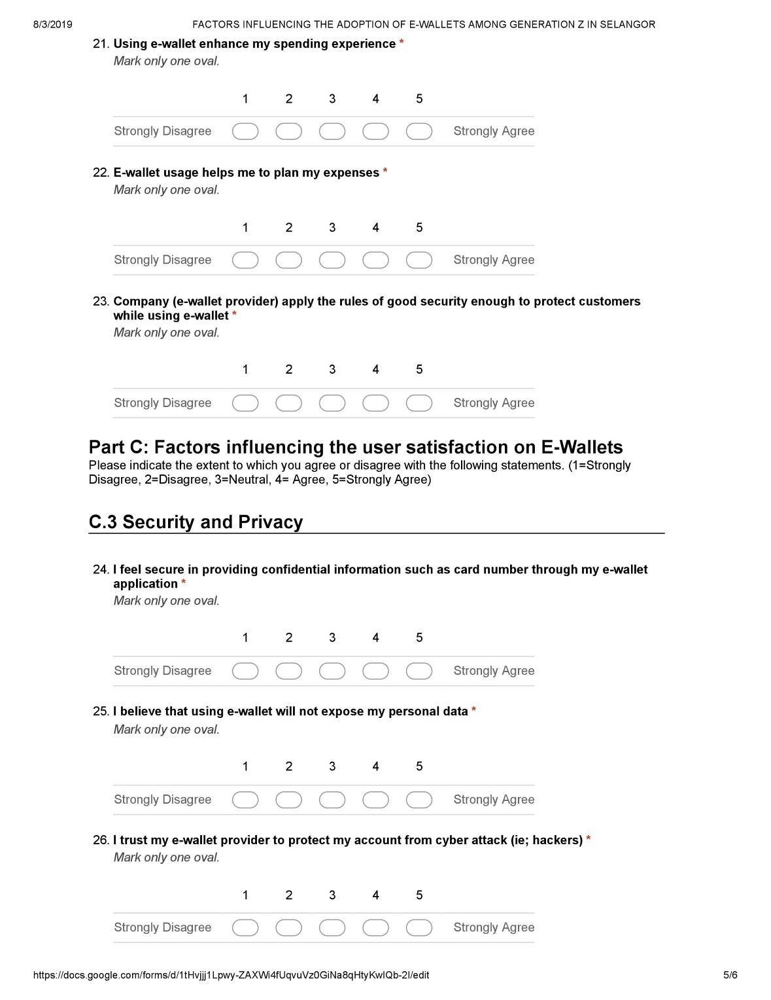 8/3/2019 FACTORS INFLUENCING THE ADOPTION OF E-WALLETS AMONG GENERATION Z IN SELANGOR
21. Using e-wallet enhance my spending experience *
Mark only one oval.
1 2 3 4 5
Strongly Disagree Strongly Agree
22. E-wallet usage helps me to plan my expenses *
Mark only one oval.
1 2 3 4 5
Strongly Disagree Strongly Agree
23. Company (e-wallet provider) apply the rules of good security enough to protect customers
while using e-wallet *
Mark only one oval.
1 2 3 4 5
Strongly Disagree Strongly Agree
Part C: Factors influencing the user satisfaction on E-Wallets
Please indicate the extent to which you agree or disagree with the following statements. (1=Strongly
Disagree, 2=Disagree, 3=Neutral, 4= Agree, 5=Strongly Agree)
C.3 Security and Privacy
24. I feel secure in providing confidential information such as card number through my e-wallet
application *
Mark only one oval.
1 2 3 4 5
Strongly Disagree Strongly Agree
25. I believe that using e-wallet will not expose my personal data *
Mark only one oval.
1 2 3 4 5
Strongly Disagree Strongly Agree
26. I trust my e-wallet provider to protect my account from cyber attack (ie; hackers) *
Mark only one oval.
1 2 3 4 5
Strongly Disagree Strongly Agree
https://docs.google.com/forms/d/1tHvjjj1Lpwy-ZAXWi4fUqvuVz0GiNa8qHtyKwlQb-2I/edit 5/6